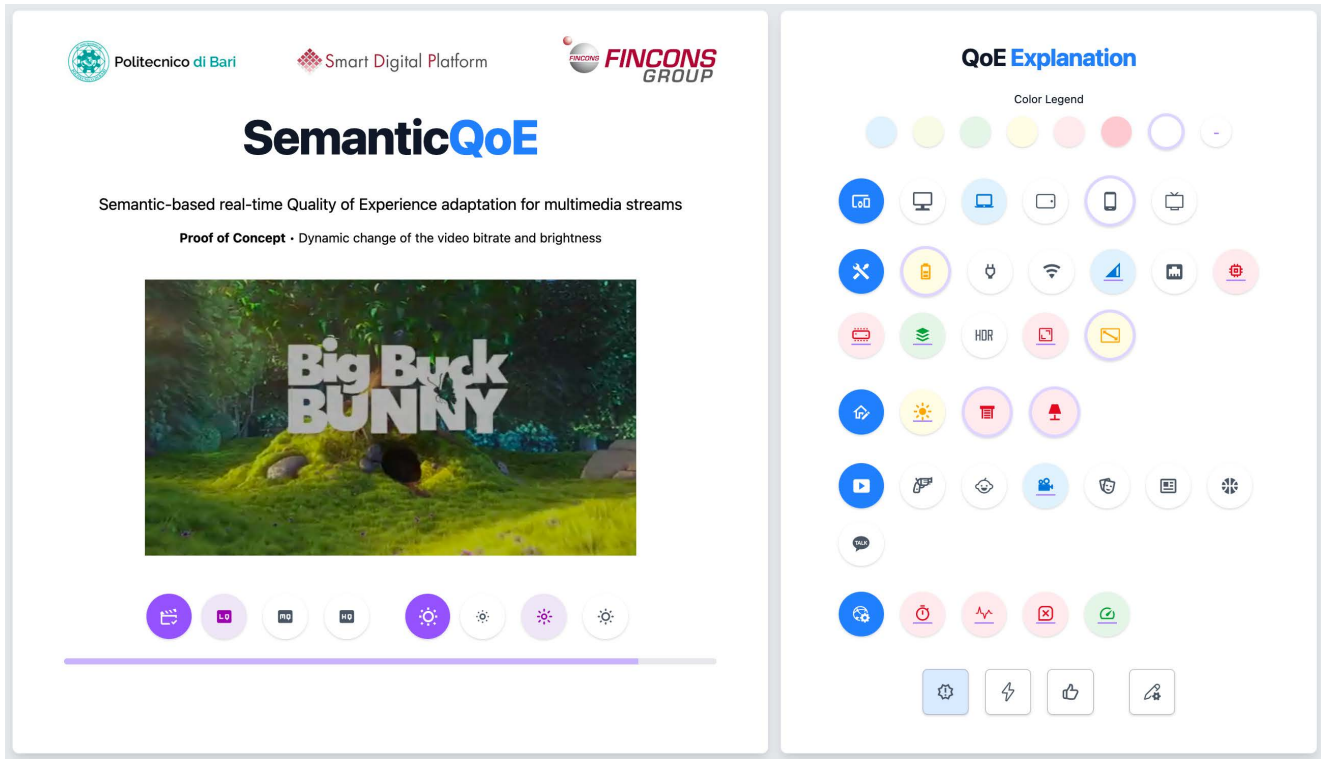 Politecnico di Bari
Smart Digital Platform
FINCONS FINCONS
GROUP
SemanticQoE
Semantic-based real-time Quality of Experience adaptation for multimedia streams
Proof of Concept · Dynamic change of the video bitrate and brightness
Big Buck
BUNNY
LQ MQ HQ
QoE Explanation
Color Legend
-
HDR
TALK